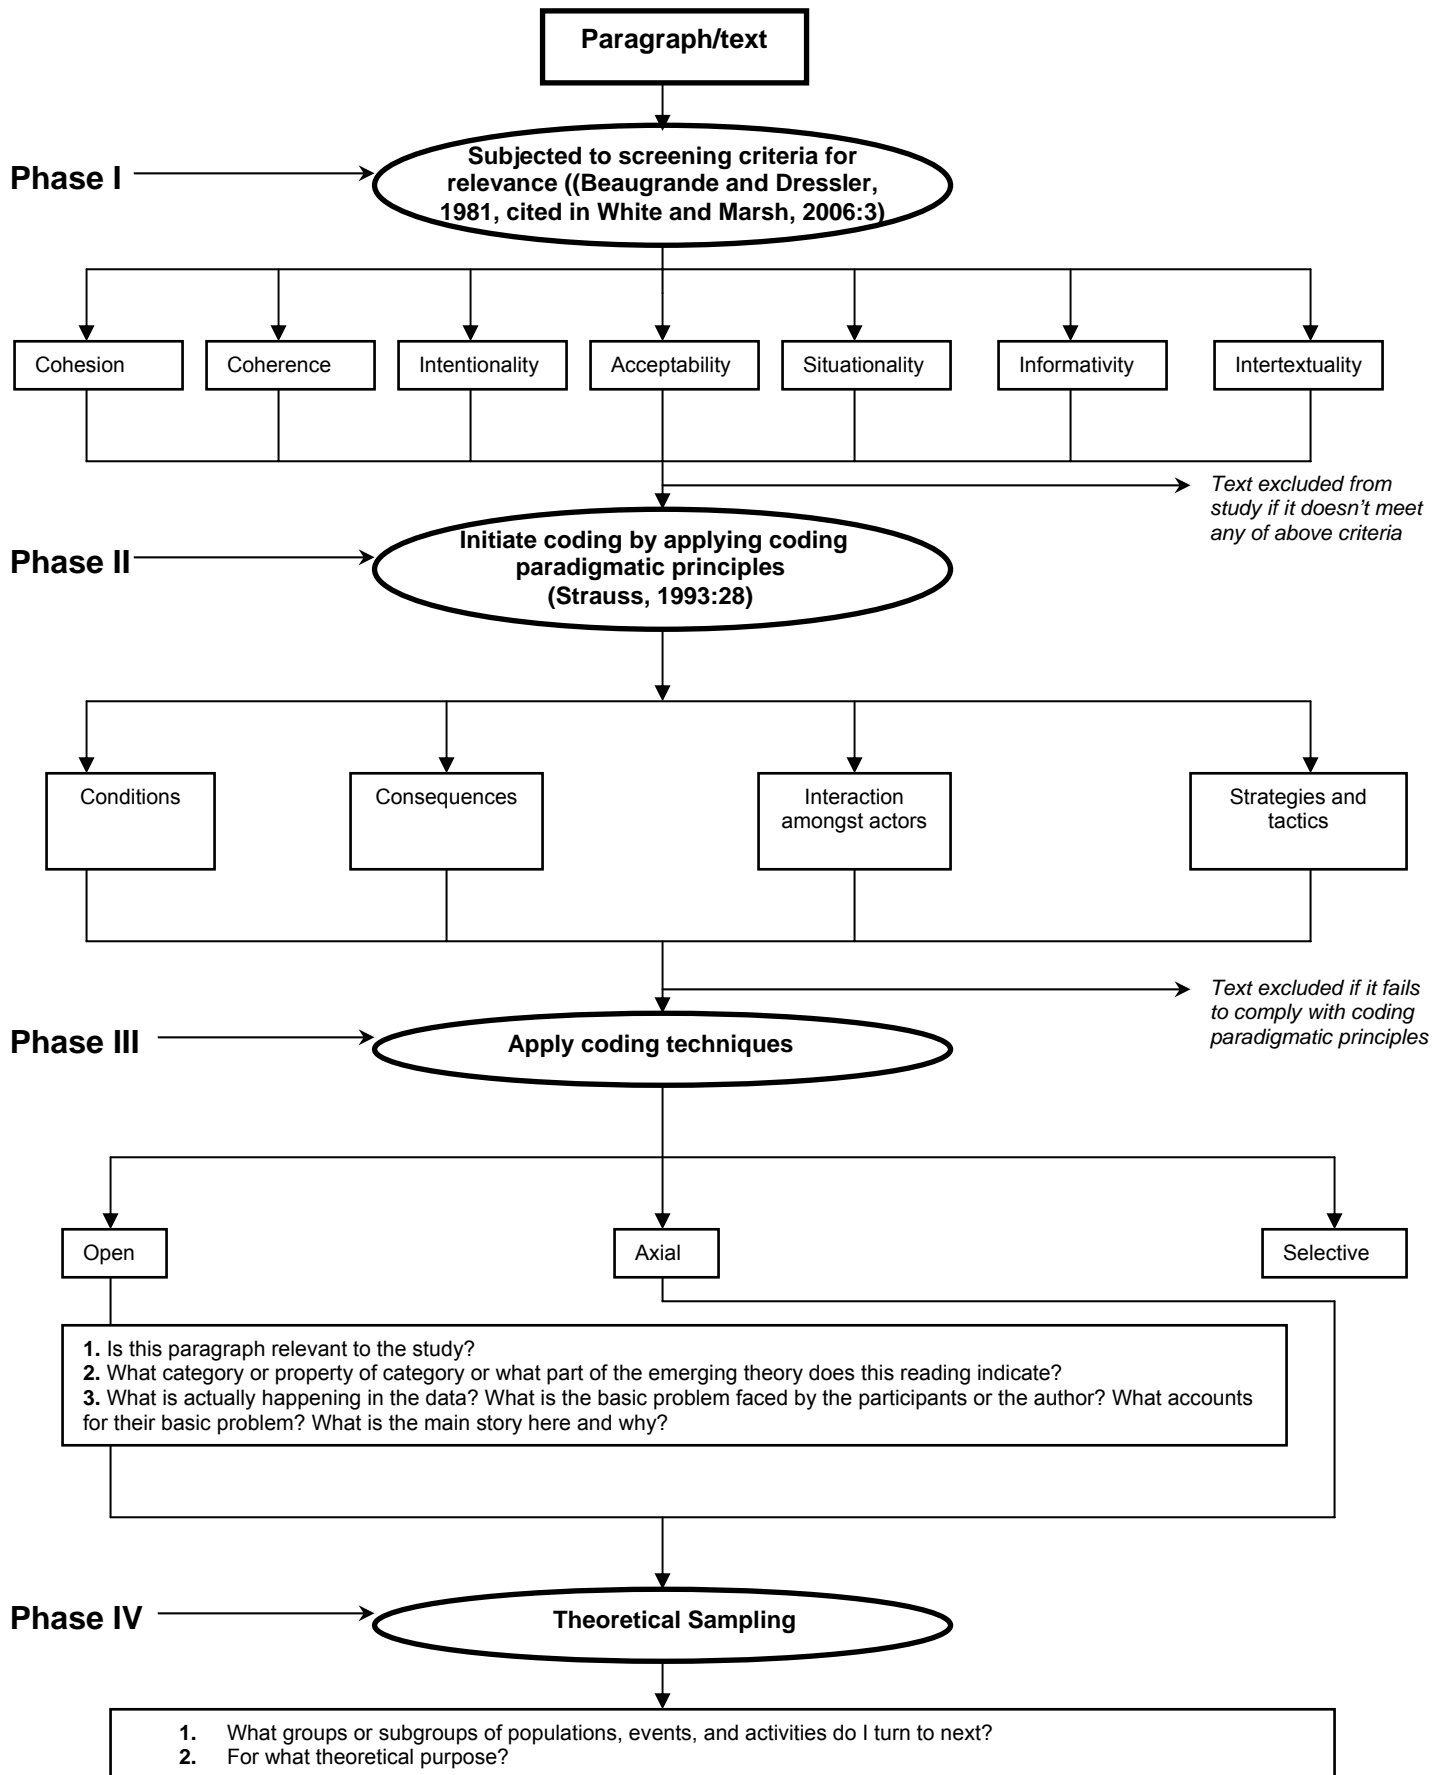 Paragraph/text
Phase I
Subjected to screening criteria for
relevance ((Beaugrande and Dressler,
1981, cited in White and Marsh, 2006:3)
Cohesion
Coherence
Intentionality
Acceptability
Situationality
Informativity
Intertextuality
Text excluded from
study if it doesn't meet
any of above criteria
Phase II
Initiate coding by applying coding
paradigmatic principles
(Strauss, 1993:28)
Conditions
Consequences
Interaction
amongst actors
Strategies and
tactics
Text excluded if it fails
to comply with coding
paradigmatic principles
Phase III
Apply coding techniques
Open
Axial
Selective
1. Is this paragraph relevant to the study?
2. What category or property of category or what part of the emerging theory does this reading indicate?
3. What is actually happening in the data? What is the basic problem faced by the participants or the author? What accounts
for their basic problem? What is the main story here and why?
Phase IV
Theoretical Sampling
1. What groups or subgroups of populations, events, and activities do I turn to next?
2. For what theoretical purpose?